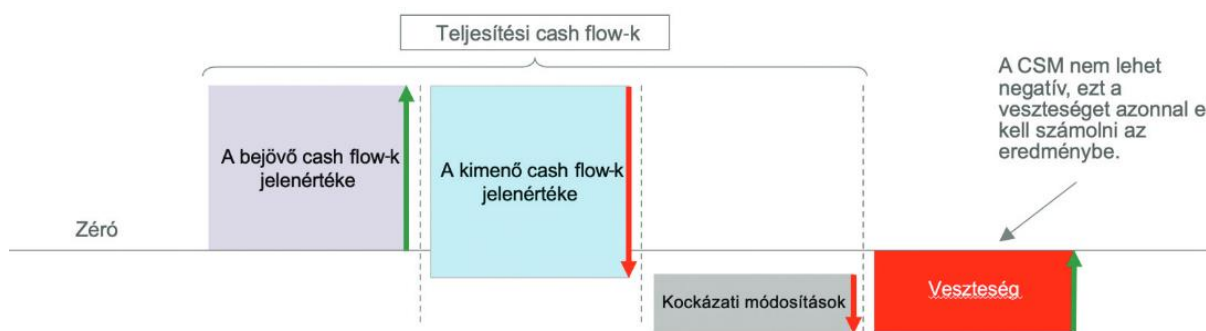 Teljesítési cash flow-k
A CSM nem lehet
negatív, ezt a
veszteséget azonnal e
kell számolni az
eredménybe.
A bejövő cash flow-k
jelenértéke
A kimenő cash flow-k
jelenértéke
Zéró
Kockázati módosítások
Veszteség